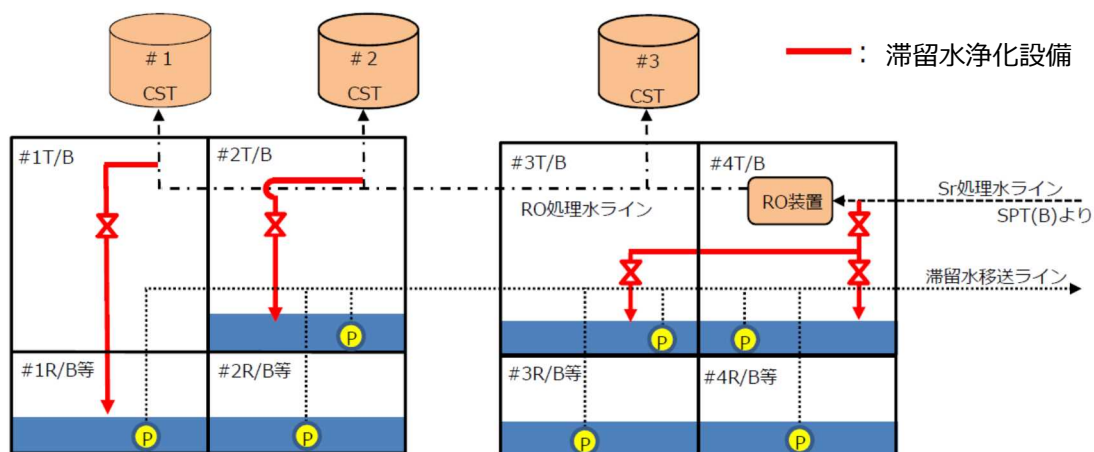 #1
CST
#2
CST
#3
CST
: 滞留水浄化設備
#1T/B
#2T/B
#3T/B
#4T/B
RO装置
Sr処理水ライン
SPT(B)より
RO処理水ライン
滞留水移送ライン
P
P
P
#1R/B等
#2R/B等
#3R/B等
#4R/B等
P
P
P
P